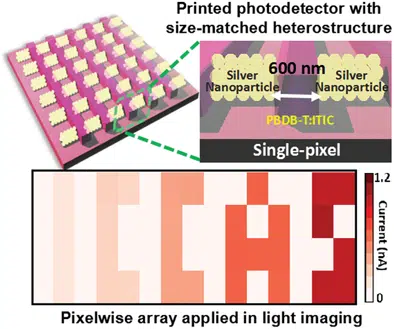 Printed photodetector with
size-matched heterostructure
600 nm
Silver
Nanoparticle
Silver
Nanoparticle
PBDB-T:ITIC
Single-pixel
1.2
Current (nA)
0
Pixelwise array applied in light imaging